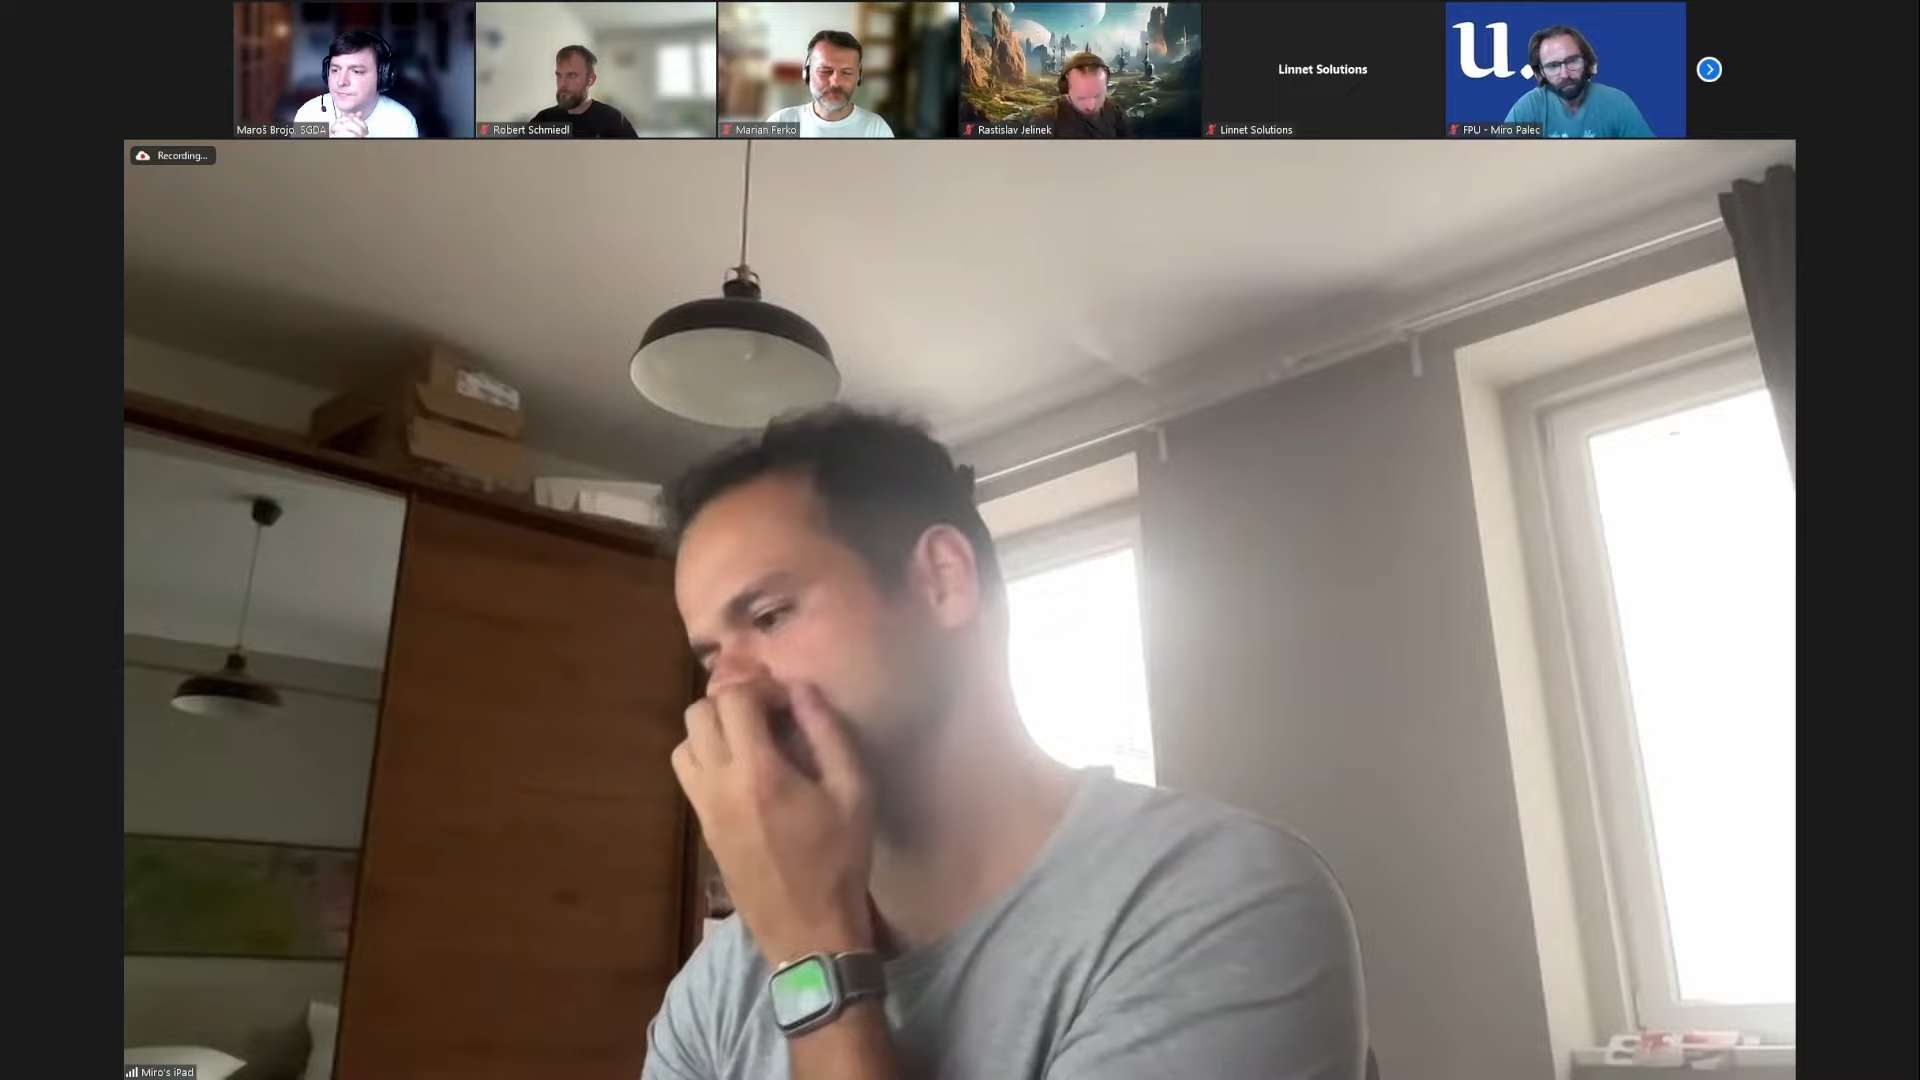 Maroš Brojo, SGDA
Robert Schmiedl
Marian Ferko
Rastislav Jelinek
Linnet Solutions
Linnet Solutions
u.
FPU - Miro Palec
Recording...
Miro's iPad